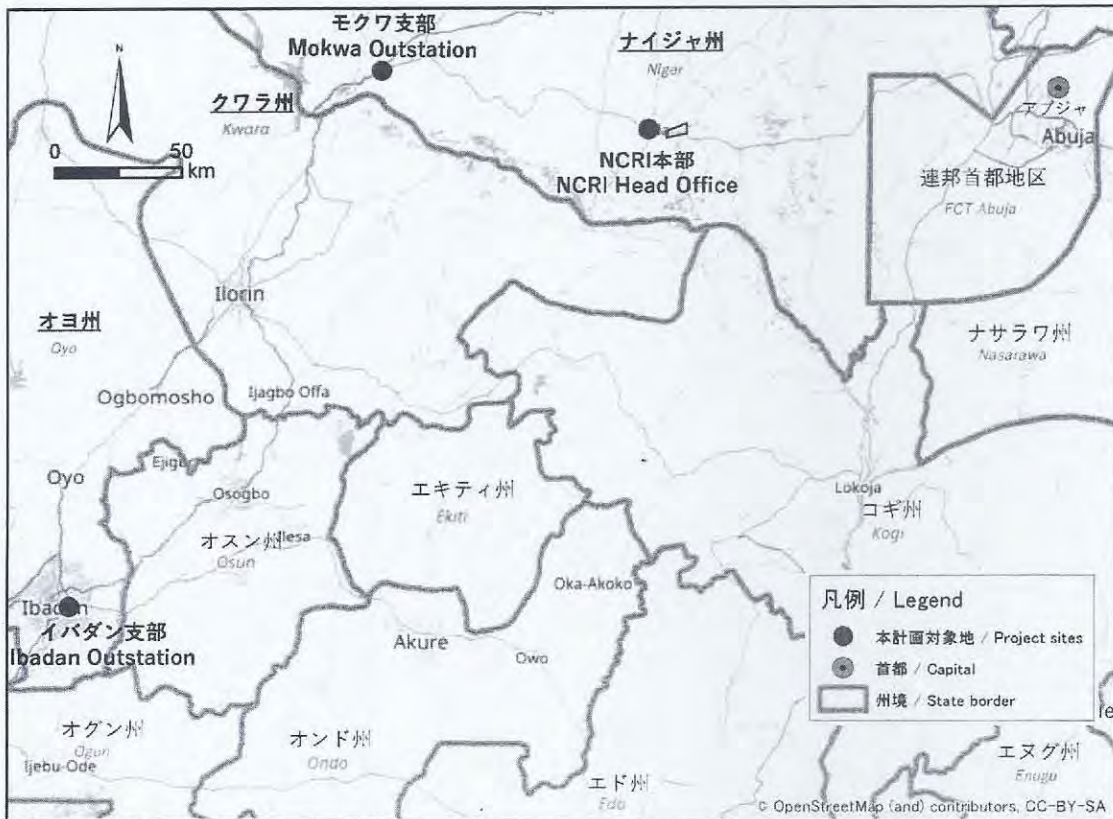 モクワ支部
Mokwa Outstation
ナイジャ州
Niger
N
クワラ州
Kwara
アブジャ
Abuja
0 50
km
NCRI本部
NCRI Head Office
連邦首都地区
FCT Abuja
Ilorin
オヨ州
Oyo
ナサラワ州
Nasarawa
Ogbomosho
Ijagbo Offa
Oyo
エキティ州
Ekiti
Osogbo
Lokoja
コギ州
Kogi
オスン州
Osun
Oka-Akoko
イバダン支部
Ibadan Outstation
Akure
Owo
凡例 / Legend
本計画対象地 / Project sites
首都 / Capital
州境 / State border
オグン州
Ogun
Ijebu-Ode
オンド州
Ondo
エド州
Edo
エヌグ州
Enugu
© OpenStreetMap (and) contributors, CC-BY-SA